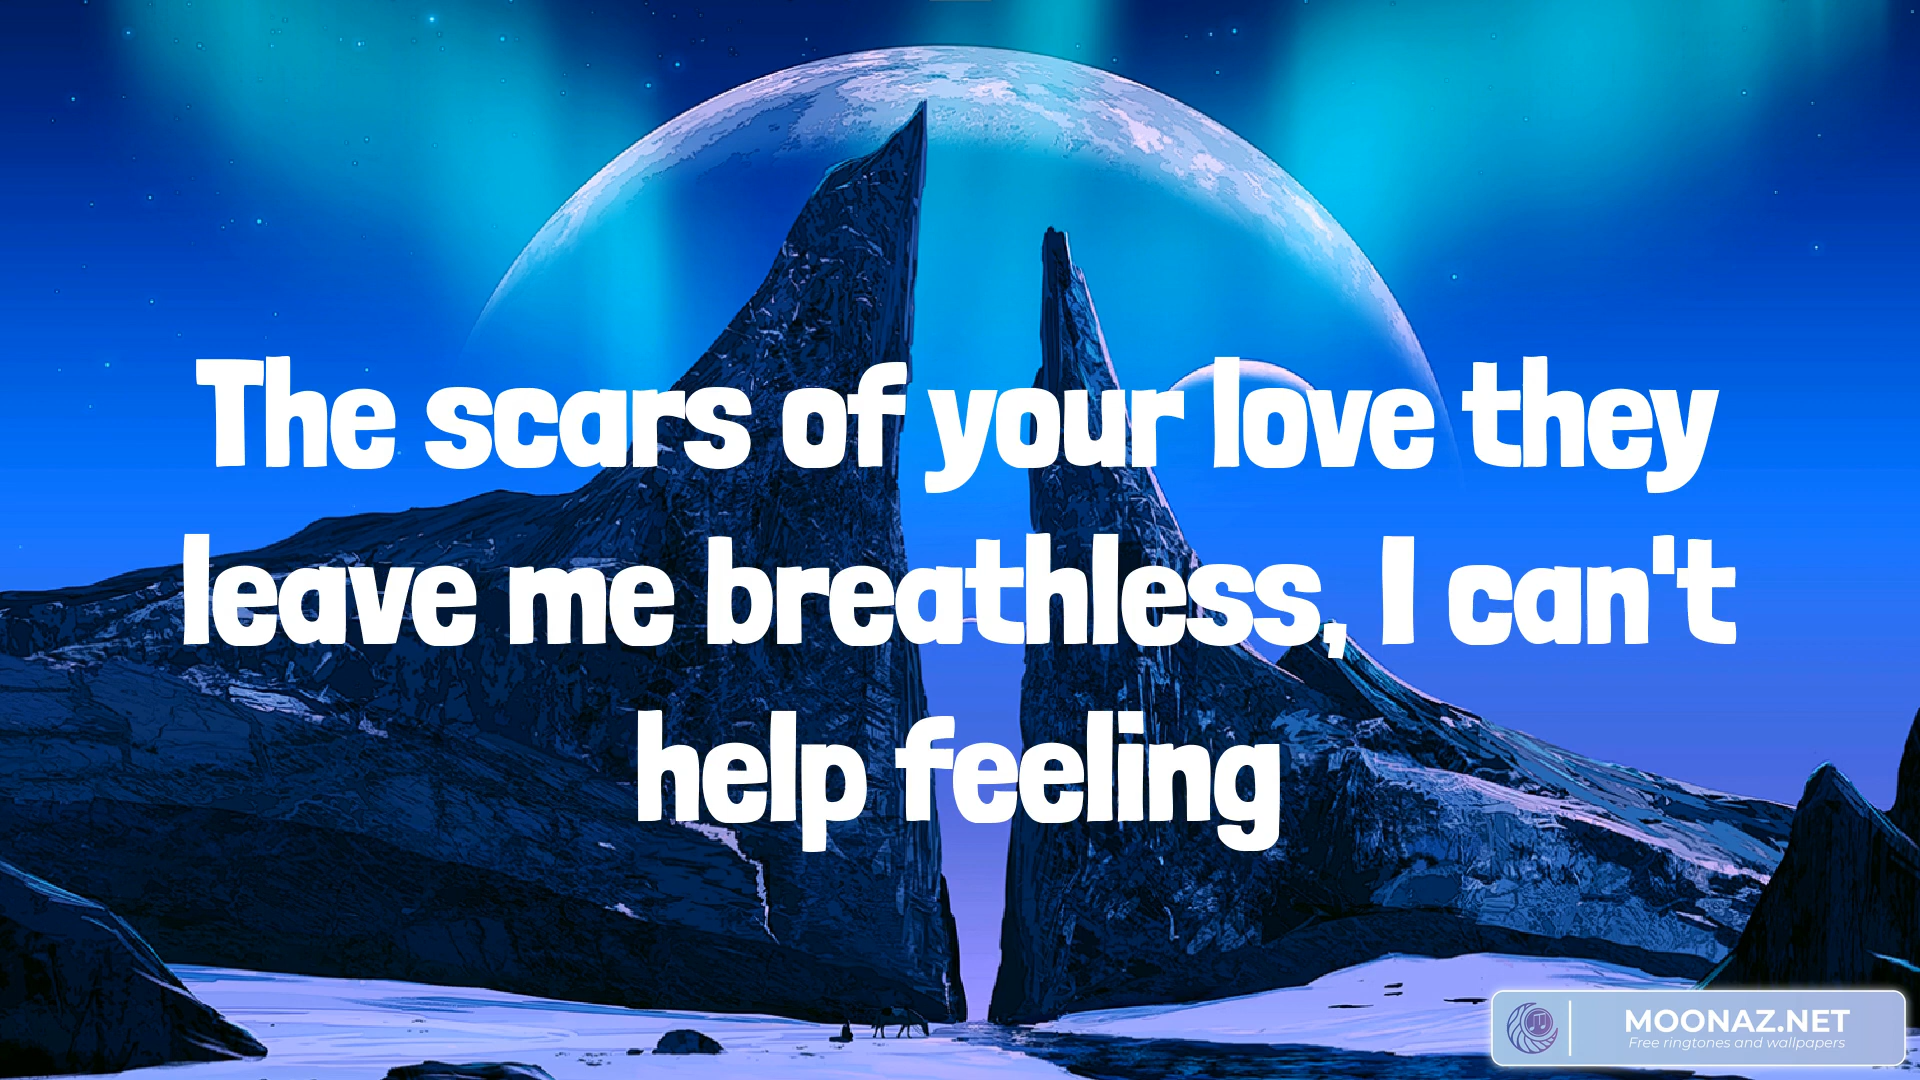 The scars of your love they
leave me breathless, I can't
help feeling
MOONAZ.NET
Free ringtones and wallpapers